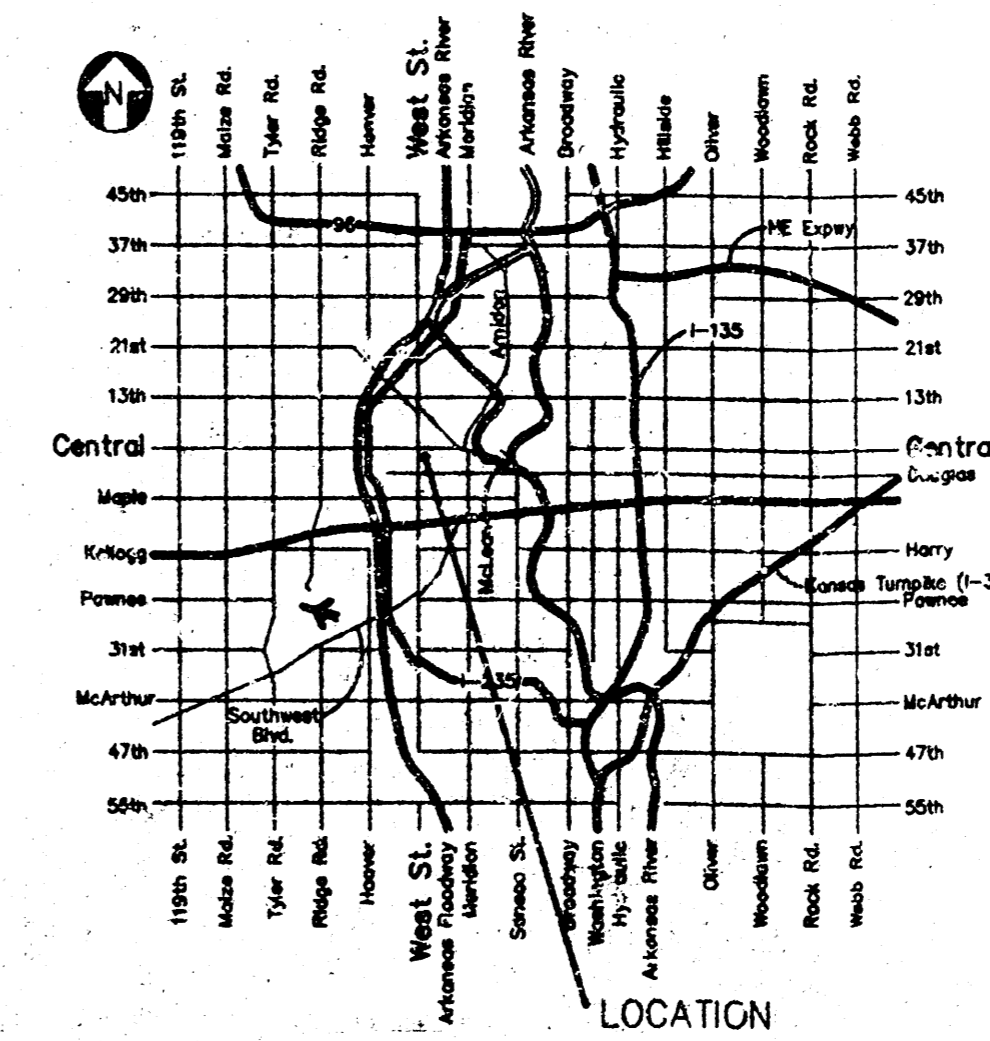 N
119th St.
Maize Rd.
Tyler Rd.
Ridge Rd.
Hoover
West St.
Arkansas River
Meridian
Arkansas River
Broadway
Hydraulic
Hillside
Oliver
Woodlawn
Rock Rd.
Webb Rd.
45th
45th
96
NE Expwy
37th
37th
29th
29th
Amidon
I-135
21st
21st
13th
13th
Central
Centra
Douglas
Maple
McLean
Kellogg
Harry
Kansas Turnpike (I-3
Pawnee
Pawnee
31st
31st
McArthur
McArthur
Southwest
Blvd.
47th
47th
55th
55th
119th St.
Maize Rd.
Tyler Rd.
Ridge Rd.
Hoover
West St.
Arkansas Floodway
Meridian
Seneca St.
Broadway
Washington
Arkansas River
Oliver
Woodlawn
Rock Rd.
Webb Rd.
LOCATION